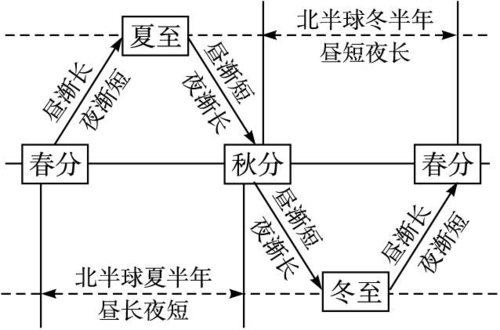 夏至
北半球冬半年
昼短夜长
昼渐长
夜渐短
昼渐短
夜渐长
春分
秋分
春分
昼渐短
夜渐长
昼渐长
夜渐短
北半球夏半年
昼长夜短
冬至